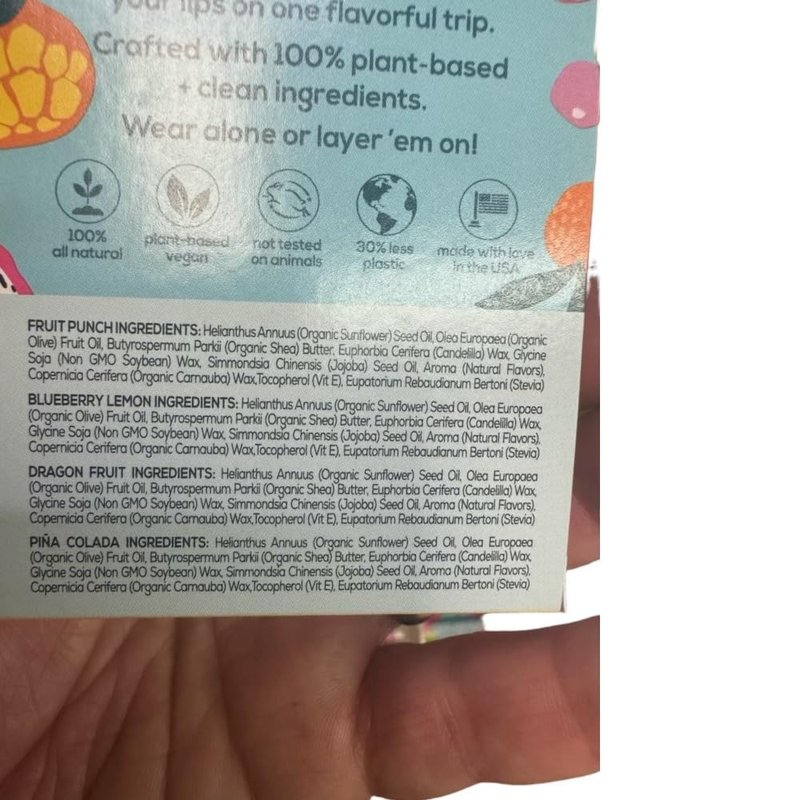 your lips on one flavorful trip.
Crafted with 100% plant-based
+ clean ingredients.
Wear alone or layer 'em on!
100%
all natural
plant-based
vegan
not tested
on animals
30% less
plastic
made with love
in the USA
FRUIT PUNCH INGREDIENTS: Helianthus Annuus (Organic Sunflower) Seed Oil, Olea Europaea (Organic
Olive) Fruit Oil, Butyrospermum Parkii (Organic Shea) Butter, Euphorbia Cerifera (Candelilla) Wax, Glycine
Soja (Non GMO Soybean) Wax, Simmondsia Chinensis (Jojoba) Seed Oil, Aroma (Natural Flavors),
Copernicia Cerifera (Organic Carnauba) Wax,Tocopherol (Vit E), Eupatorium Rebaudianum Bertoni (Stevia)
BLUEBERRY LEMON INGREDIENTS: Helianthus Annuus (Organic Sunflower) Seed Oil, Olea Europaea
(Organic Olive) Fruit Oil, Butyrospermum Parkii (Organic Shea) Butter, Euphorbia Cerifera (Candelilla) Wax,
Glycine Soja (Non GMO Soybean) Wax, Simmondsia Chinensis (Jojoba) Seed Oil, Aroma (Natural Flavors),
Copernicia Cerifera (Organic Carnauba) Wax,Tocopherol (Vit E), Eupatorium Rebaudianum Bertoni (Stevia)
DRAGON FRUIT INGREDIENTS: Helianthus Annuus (Organic Sunflower) Seed Oil, Olea Europaea
(Organic Olive) Fruit Oil, Butyrospermum Parkii (Organic Shea) Butter, Euphorbia Cerifera (Candelilla) Wax,
Glycine Soja (Non GMO Soybean) Wax, Simmondsia Chinensis (Jojoba) Seed Oil, Aroma (Natural Flavors),
Copernicia Cerifera (Organic Carnauba) Wax,Tocopherol (Vit E), Eupatorium Rebaudianum Bertoni (Stevia)
PIÑA COLADA INGREDIENTS: Helianthus Annuus (Organic Sunflower) Seed Oil, Olea Europaea
(Organic Olive) Fruit Oil, Butyrospermum Parkii (Organic Shea) Butter, Euphorbia Cerifera (Candelilla) Wax,
Glycine Soja (Non GMO Soybean) Wax, Simmondsia Chinensis (Jojoba) Seed Oil, Aroma (Natural Flavors),
Copernicia Cerifera (Organic Carnauba) Wax,Tocopherol (Vit E), Eupatorium Rebaudianum Bertoni (Stevia)